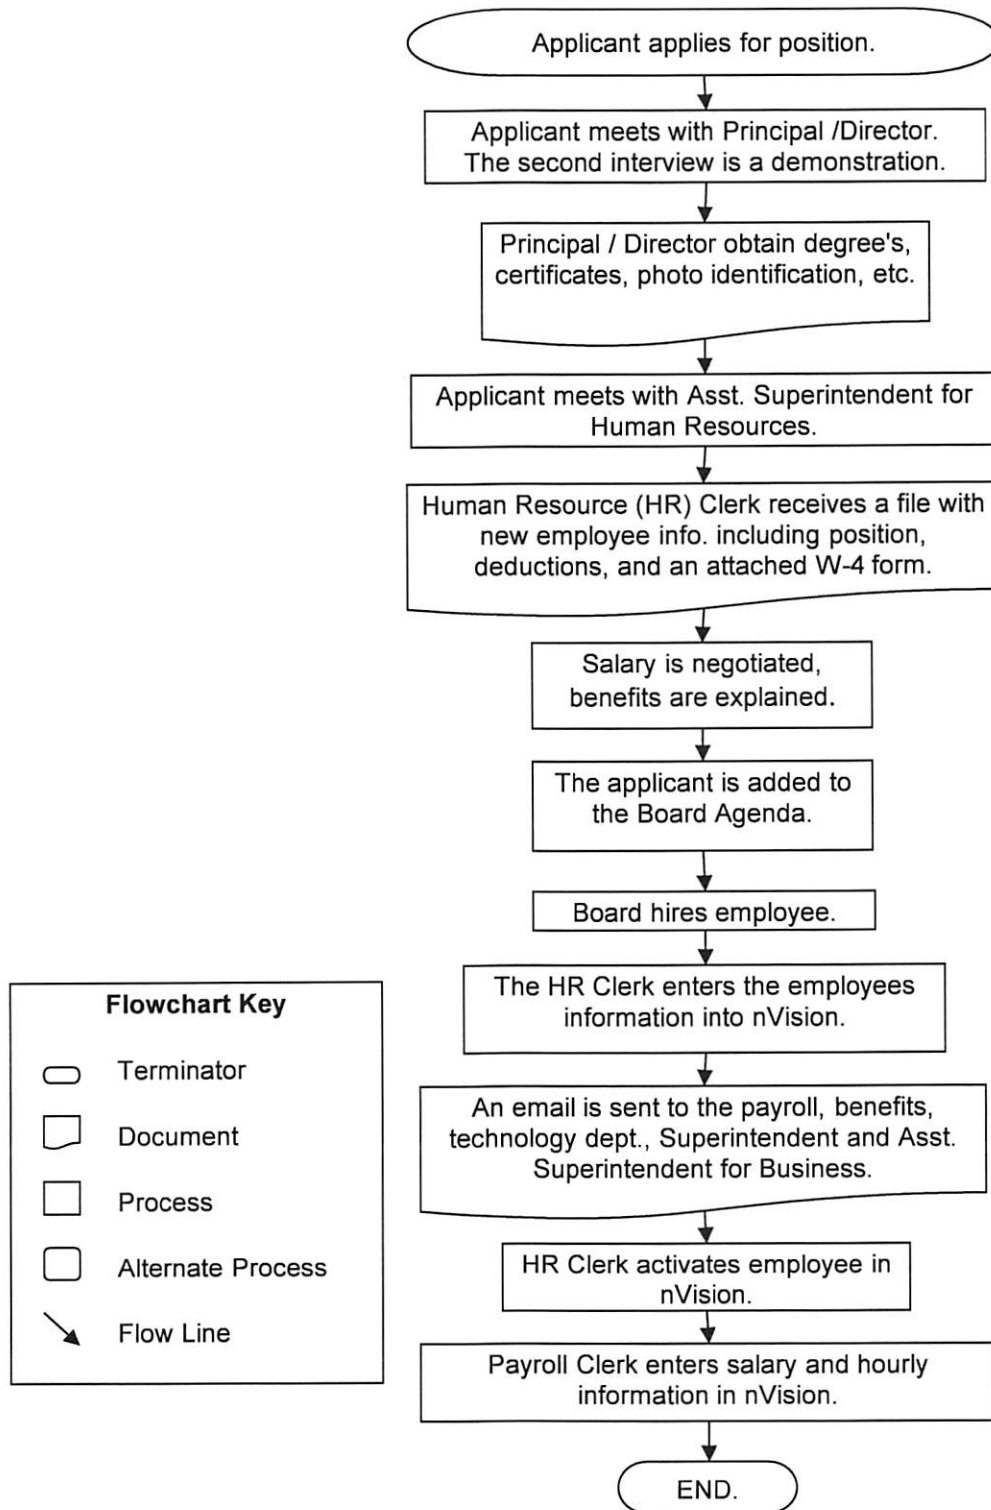 Applicant applies for position.
Applicant meets with Principal /Director.
The second interview is a demonstration.
Principal / Director obtain degree's,
certificates, photo identification, etc.
Applicant meets with Asst. Superintendent for
Human Resources.
Human Resource (HR) Clerk receives a file with
new employee info. including position,
deductions, and an attached W-4 form.
Salary is negotiated,
benefits are explained.
The applicant is added to
the Board Agenda.
Board hires employee.
The HR Clerk enters the employees
information into nVision.
An email is sent to the payroll, benefits,
technology dept., Superintendent and Asst.
Superintendent for Business.
HR Clerk activates employee in
nVision.
Payroll Clerk enters salary and hourly
information in nVision.
END.
Flowchart Key
Terminator
Document
Process
Alternate Process
Flow Line